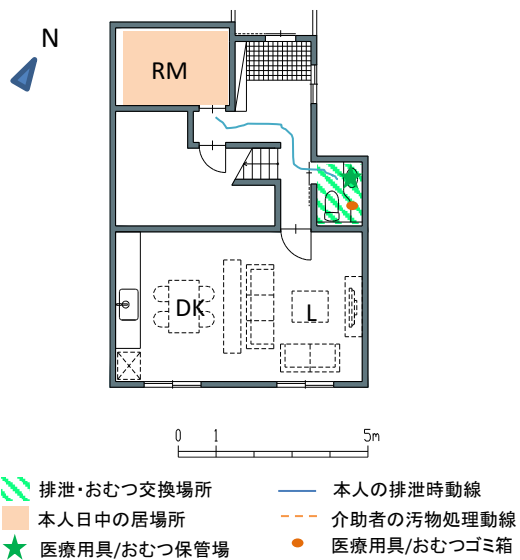 N
RM
DK
L
0 1 5m
排泄・おむつ交換場所
本人の排泄時動線
本人日中の居場所
介助者の汚物処理動線
医療用具/おむつ保管場
医療用具/おむつゴミ箱